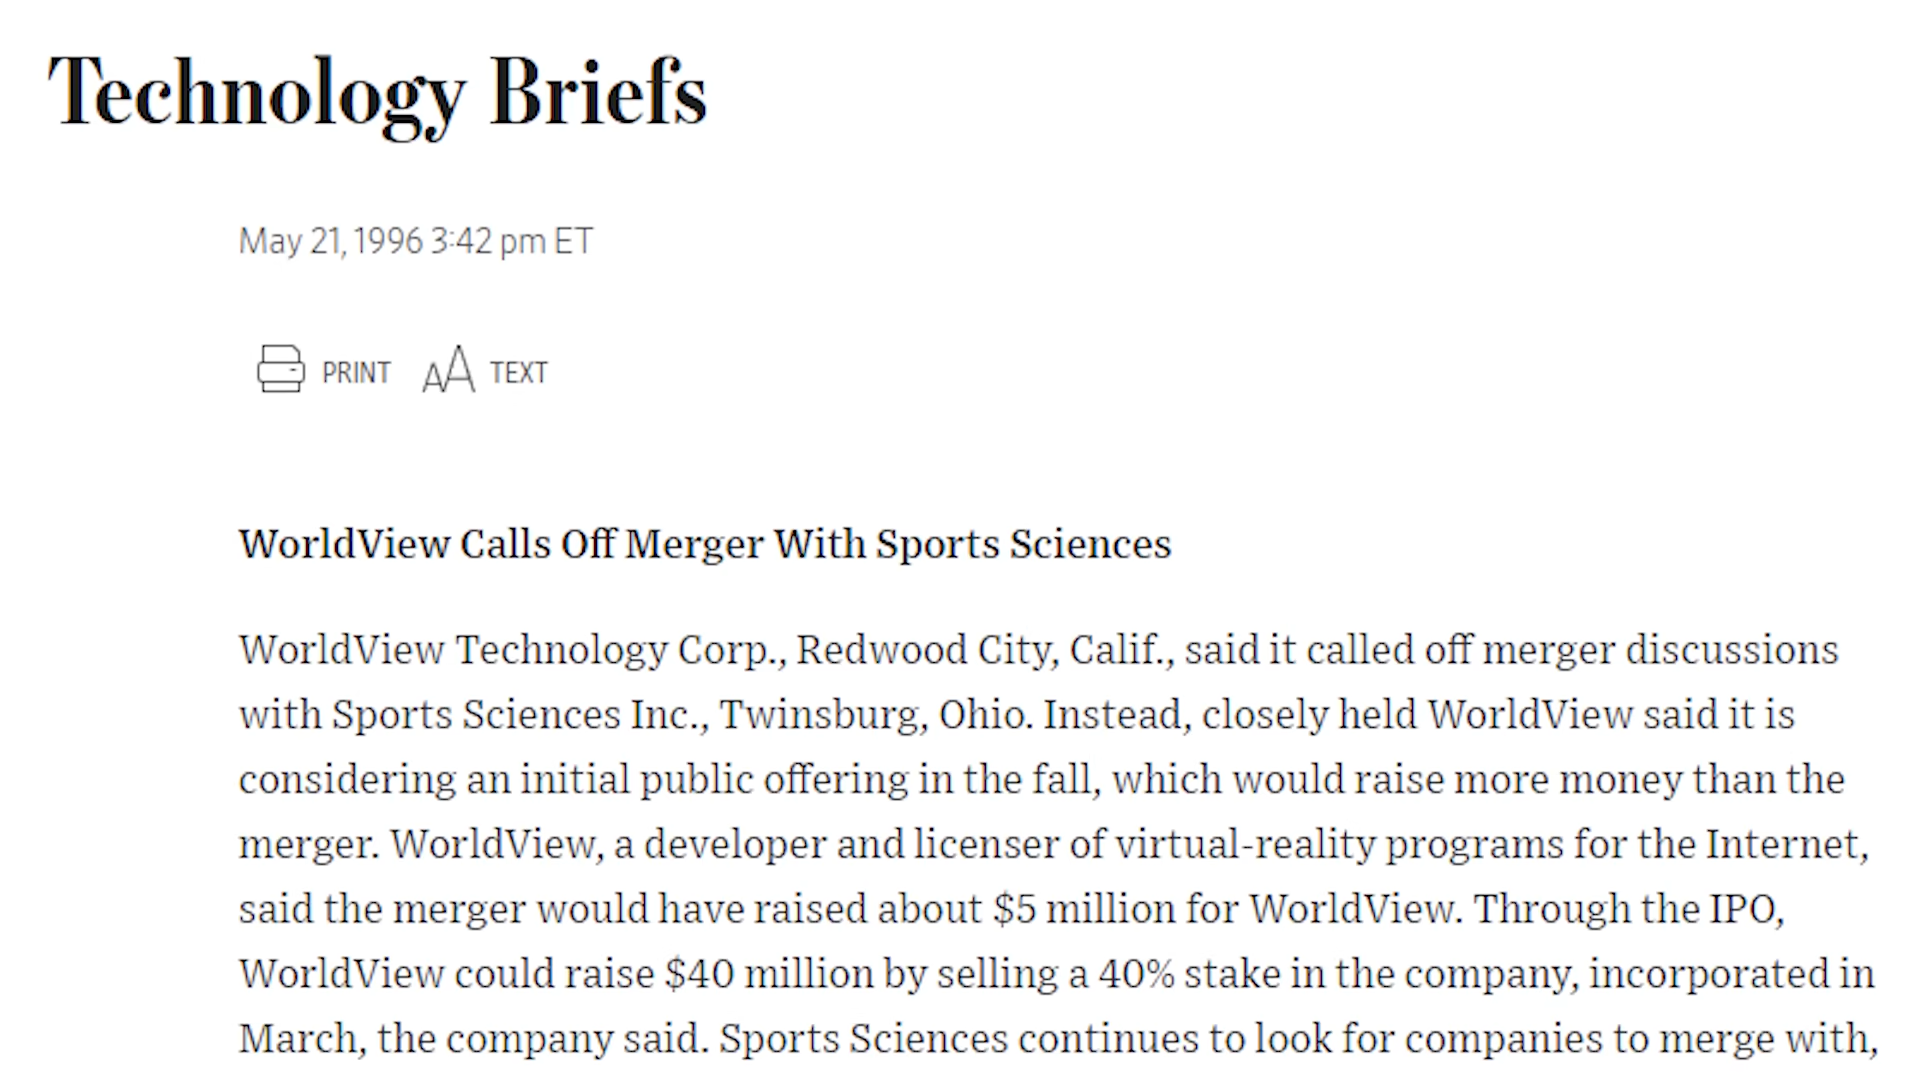 Technology Briefs
May 21, 1996 3:42 pm ET
PRINT AA TEXT
WorldView Calls Off Merger With Sports Sciences
WorldView Technology Corp., Redwood City, Calif., said it called off merger discussions
with Sports Sciences Inc., Twinsburg, Ohio. Instead, closely held WorldView said it is
considering an initial public offering in the fall, which would raise more money than the
merger. WorldView, a developer and licenser of virtual-reality programs for the Internet,
said the merger would have raised about $5 million for WorldView. Through the IPO,
WorldView could raise $40 million by selling a 40% stake in the company, incorporated in
March, the company said. Sports Sciences continues to look for companies to merge with,